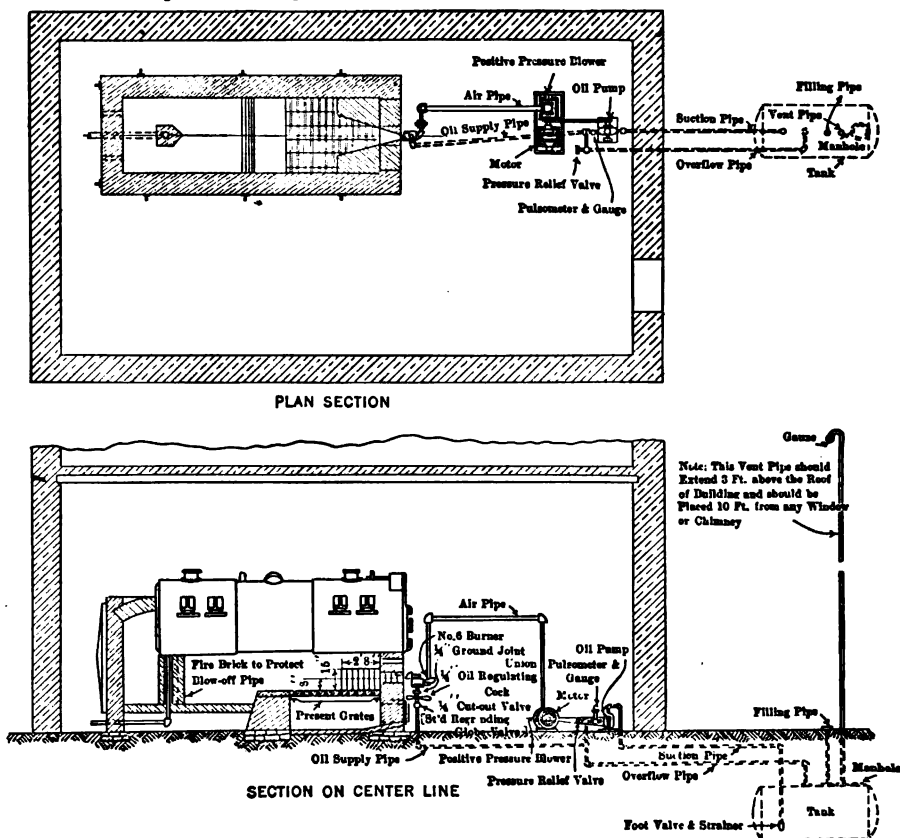 Positive Pressure Blower
Oil Pump
Filling Pipe
Air Pipe
Suction Pipe
Vent Pipe
Oil Supply Pipe
Manhole
Motor
Overflow Pipe
Tank
Pressure Relief Valve
Pulsometer & Gauge
PLAN SECTION
Gauze
Note: This Vent Pipe should
Extend 3 Ft. above the Roof
of Building and should be
Placed 10 Ft. from any Window
or Chimney
Air Pipe
No.6 Burner
Ground Joint
Union
Oil Pump
Fire Brick to Protect
Blow-off Pipe
2 8
15
9"
Oil Regulating
Cock
Pulsometer &
Gauge
Cut-out Valve
Motor
Present Grates
St'd
Globe Valve
Filling Pipe
Oil Supply Pipe
Positive Pressure Blower
Suction Pipe
Manhole
Pressure Relief Valve
Overflow Pipe
SECTION ON CENTER LINE
Tank
Foot Valve & Strainer